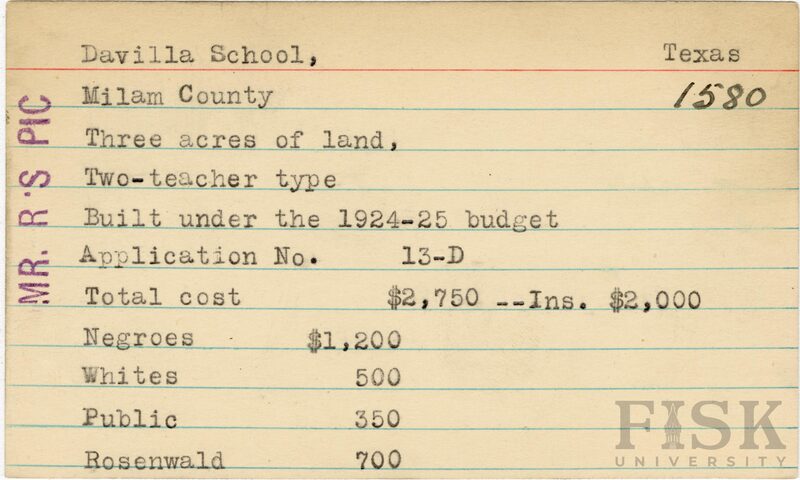 Davilla School, Texas
Milam County 1580
Three acres of land,
Two-teacher type
Built under the 1924-25 budget
Application No. 13-D
Total cost $2,750 --Ins. $2,000
Negroes $1,200
Whites 500
Public 350
Rosenwald 700
MR. R'S PIC
FISK
UNIVERSITY